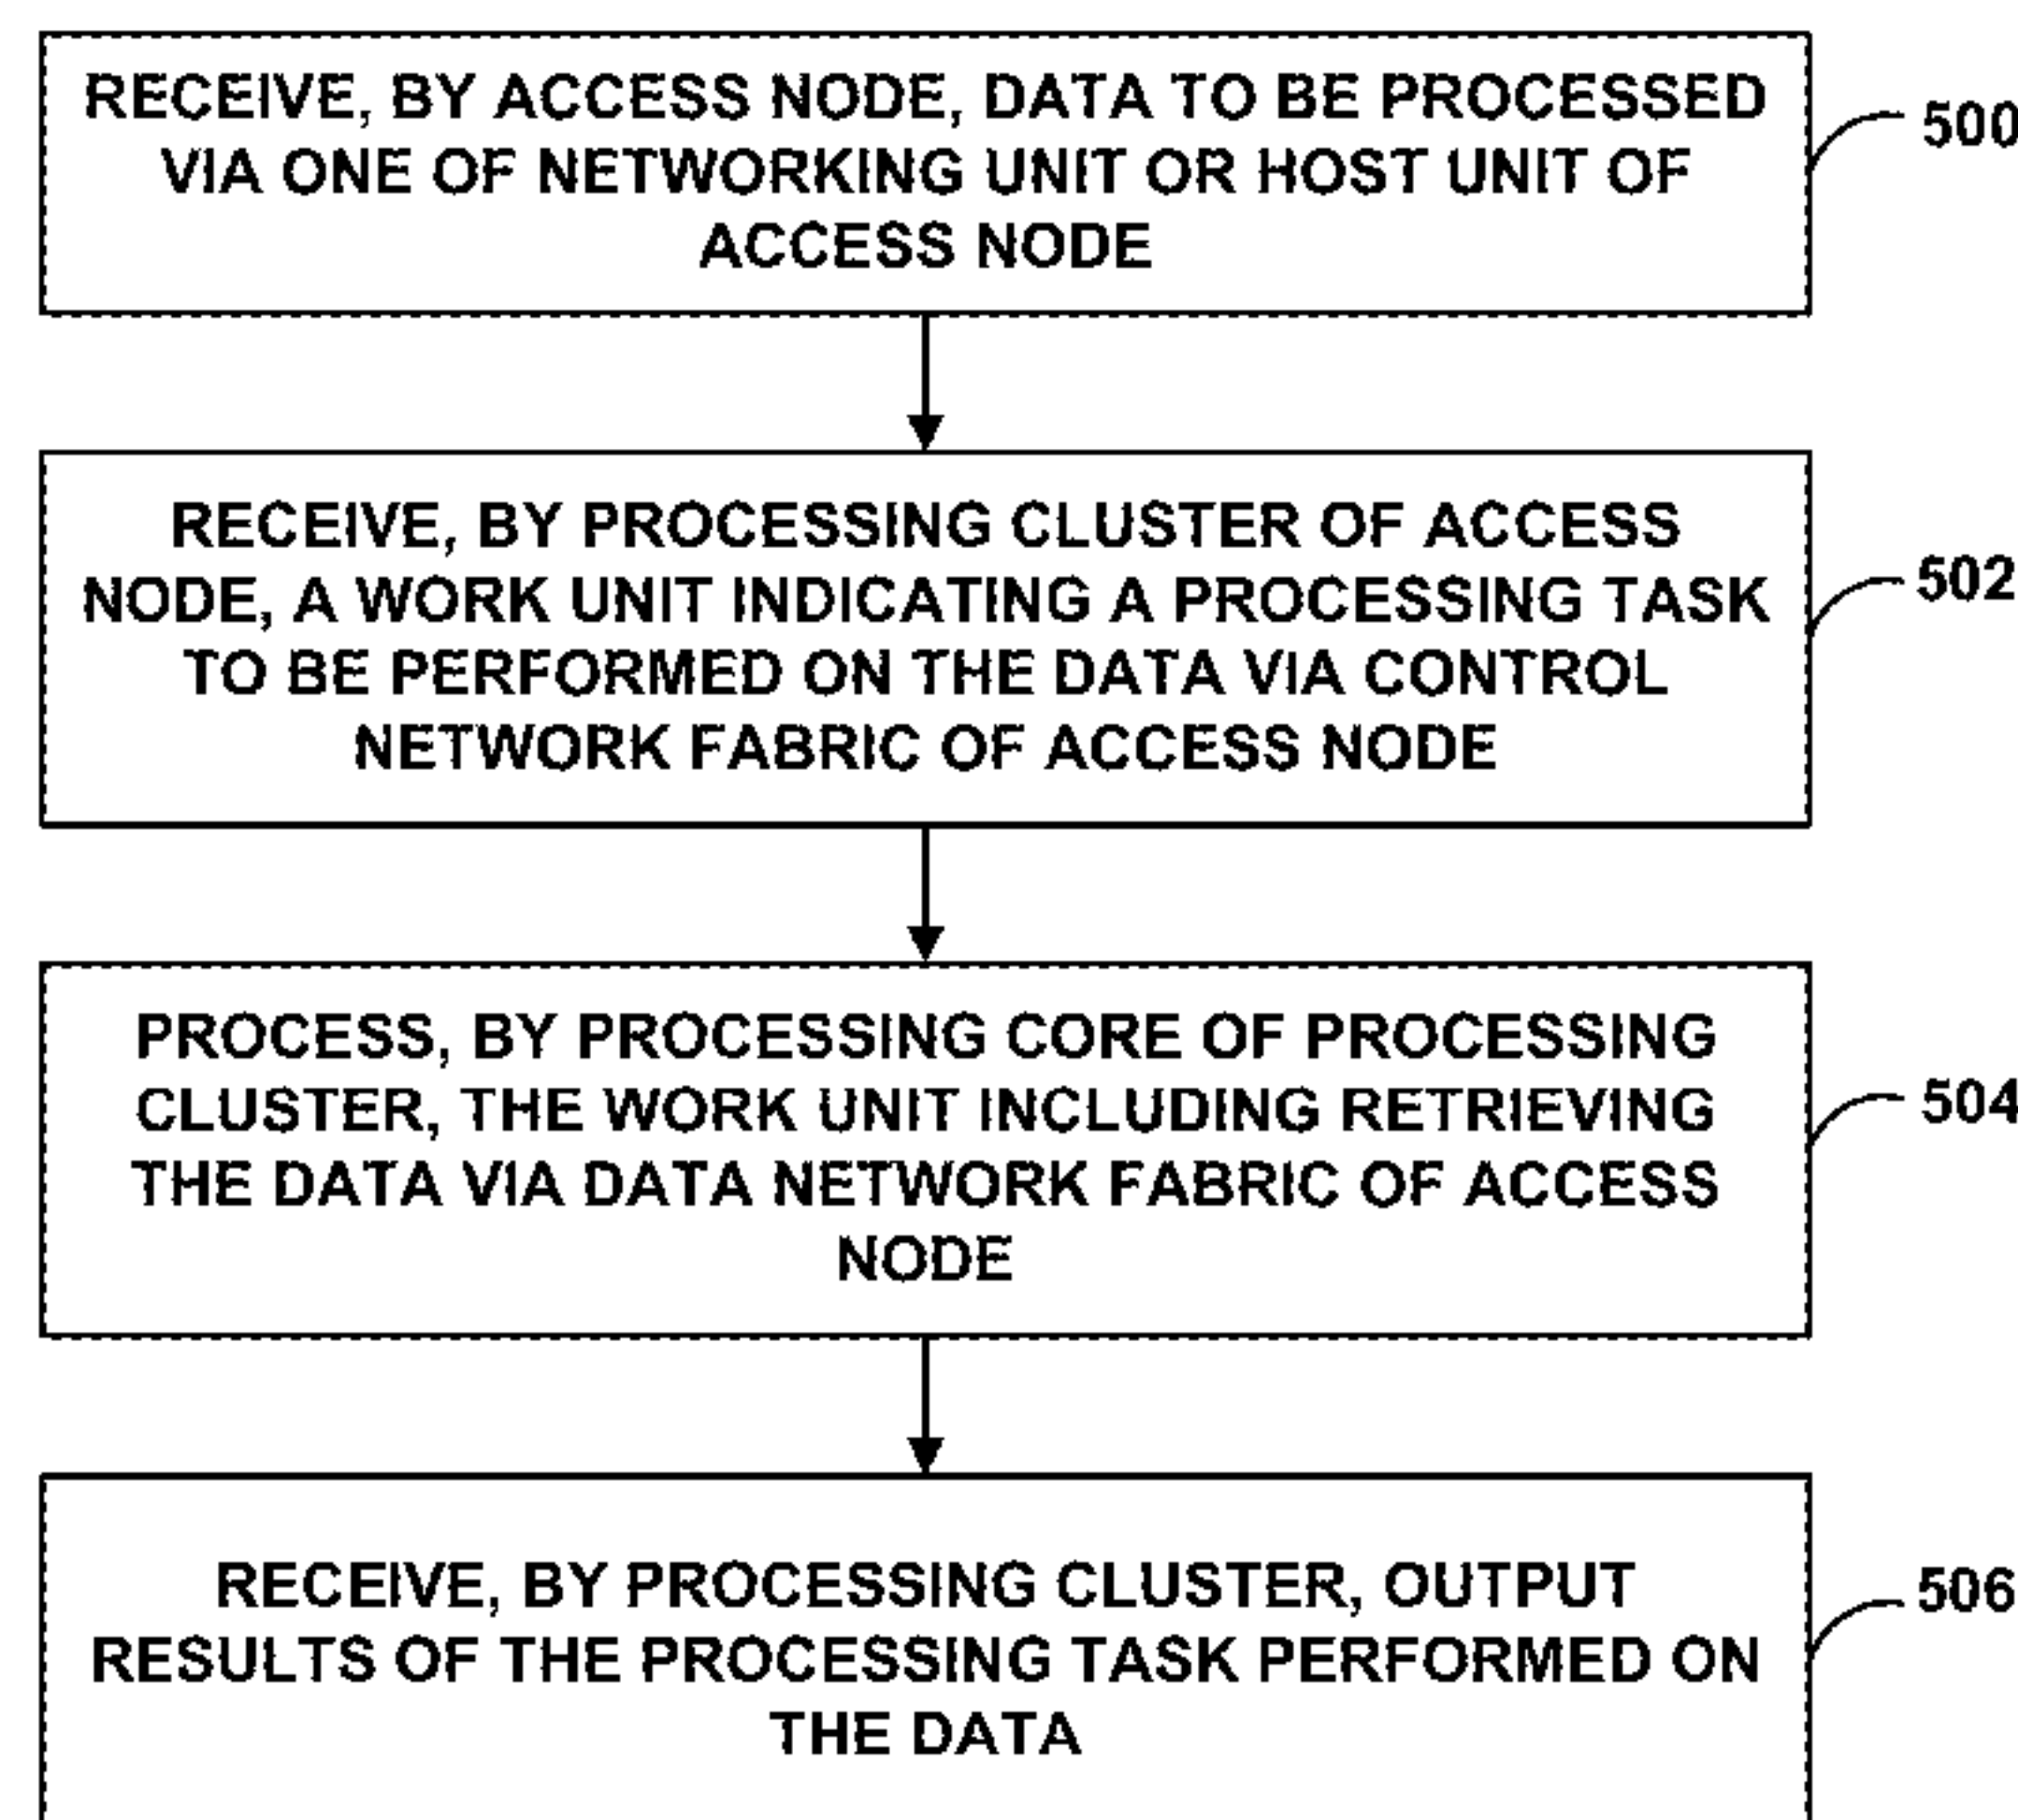 RECEIVE, BY ACCESS NODE, DATA TO BE PROCESSED
VIA ONE OF NETWORKING UNIT OR HOST UNIT OF
ACCESS NODE
500
RECEIVE, BY PROCESSING CLUSTER OF ACCESS
NODE, A WORK UNIT INDICATING A PROCESSING TASK
TO BE PERFORMED ON THE DATA VIA CONTROL
NETWORK FABRIC OF ACCESS NODE
502
PROCESS, BY PROCESSING CORE OF PROCESSING
CLUSTER, THE WORK UNIT INCLUDING RETRIEVING
THE DATA VIA DATA NETWORK FABRIC OF ACCESS
NODE
504
RECEIVE, BY PROCESSING CLUSTER, OUTPUT
RESULTS OF THE PROCESSING TASK PERFORMED ON
THE DATA
506